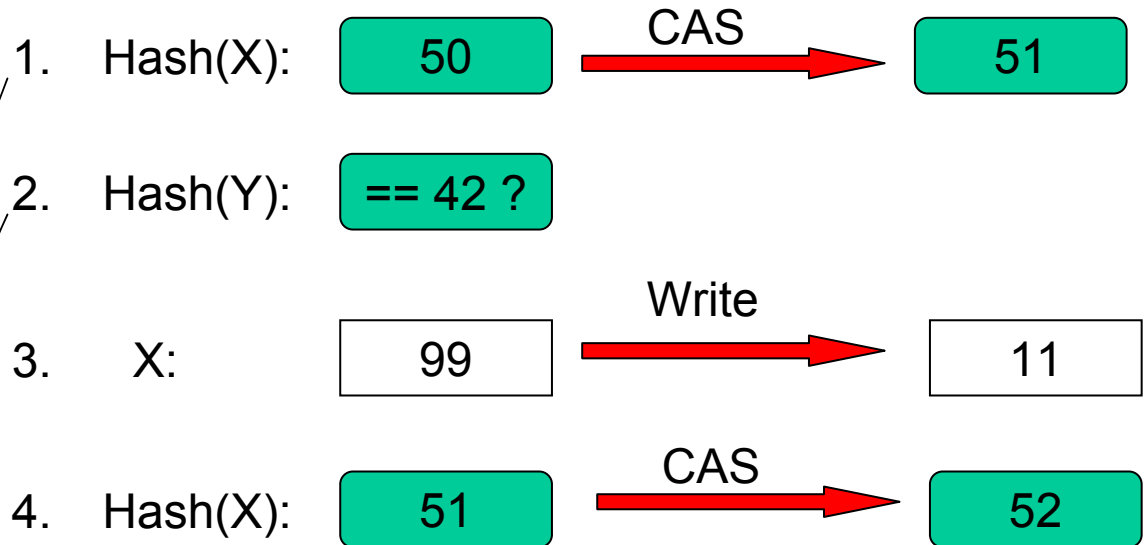 CAS
1. Hash(X): 50 51
2. Hash(Y): == 42 ?
Write
3. X: 99 11
CAS
4. Hash(X): 51 52